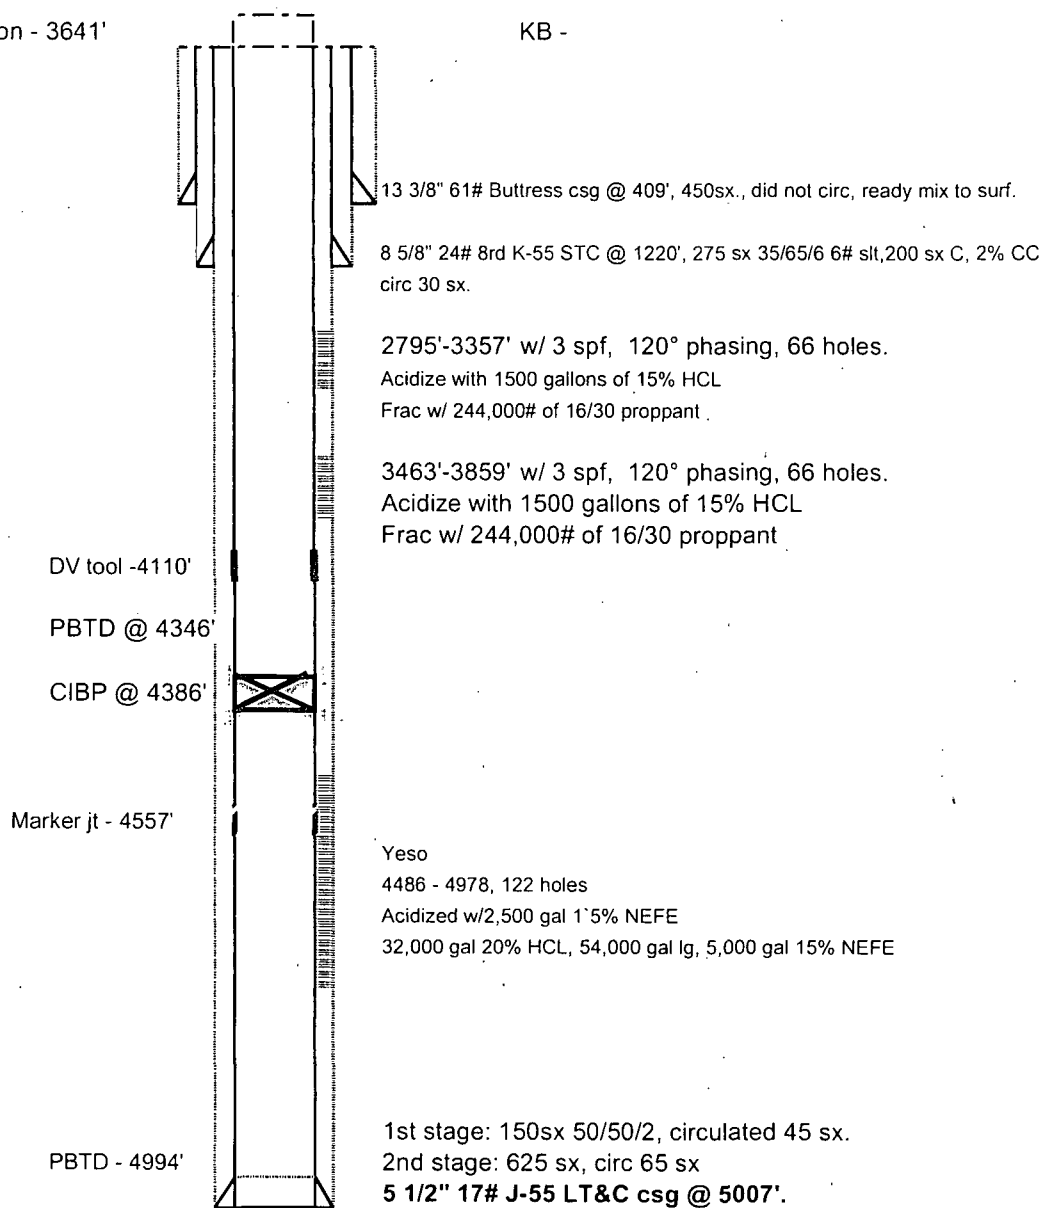 on - 3641'
KB -
13 3/8" 61# Buttress csg @ 409', 450sx., did not circ, ready mix to surf.
8 5/8" 24# 8rd K-55 STC @ 1220', 275 sx 35/65/6 6# slt,200 sx C, 2% CC
circ 30 sx.
2795'-3357' w/ 3 spf, 120° phasing, 66 holes.
Acidize with 1500 gallons of 15% HCL
Frac w/ 244,000# of 16/30 proppant
3463'-3859' w/ 3 spf, 120° phasing, 66 holes.
Acidize with 1500 gallons of 15% HCL
Frac w/ 244,000# of 16/30 proppant
DV tool -4110'
PBTD @ 4346'
CIBP @ 4386'
Marker jt - 4557'
Yeso
4486 - 4978, 122 holes
Acidized w/2,500 gal 1`5% NEFE
32,000 gal 20% HCL, 54,000 gal lg, 5,000 gal 15% NEFE
1st stage: 150sx 50/50/2, circulated 45 sx.
PBTD - 4994'
2nd stage: 625 sx, circ 65 sx
5 1/2" 17# J-55 LT&C csg @ 5007'.